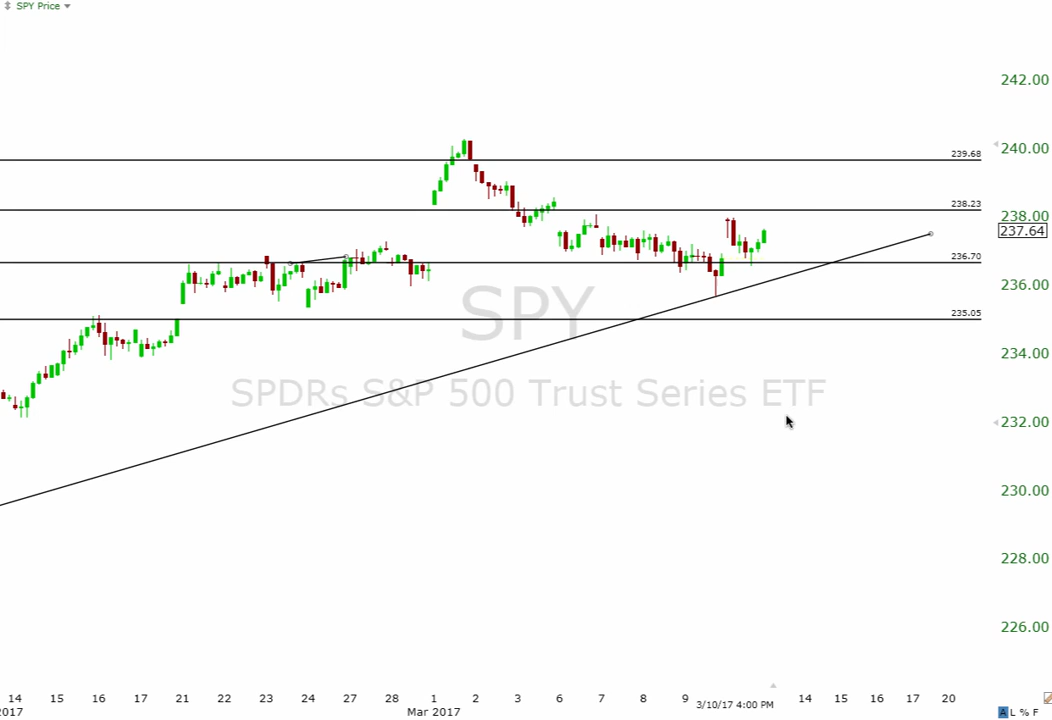 SPY Price
242.00
240.00
239.68
238.23
238.00
237.64
236.70
236.00
235.05
SPY
234.00
SPDRs S&P 500 Trust Series ETF
232.00
230.00
228.00
226.00
14 15 16 17 21 22 23 24 27 28 1 2 3 6 7 8 9 3/10/17 4:00 PM 14 15 16 17 20
2017 Mar 2017 A L % F